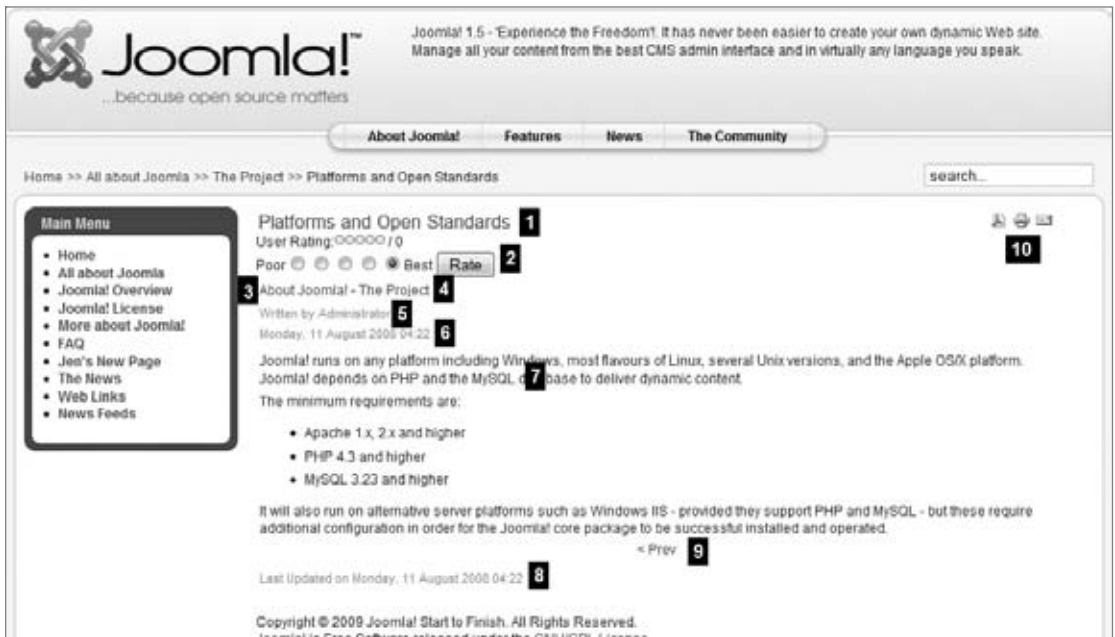 Joomla!™
...because open source matters
Joomla! 1.5 - 'Experience the Freedom'!. It has never been easier to create your own dynamic Web site.
Manage all your content from the best CMS admin interface and in virtually any language you speak.
About Joomla! Features News The Community
Home >> All about Joomla >> The Project >> Platforms and Open Standards
search...
Main Menu
Home
All about Joomla
Joomla! Overview
Joomla! License
More about Joomla!
FAQ
Jen's New Page
The News
Web Links
News Feeds
Platforms and Open Standards 1
10
User Rating: / 0
Poor Best Rate 2
3 About Joomla! - The Project 4
Written by Administrator 5
Monday, 11 August 2008 04:22 6
Joomla! runs on any platform including Windows, most flavours of Linux, several Unix versions, and the Apple OS/X platform.
Joomla! depends on PHP and the MySQL 7 base to deliver dynamic content.
The minimum requirements are:
Apache 1.x, 2.x and higher
PHP 4.3 and higher
MySQL 3.23 and higher
It will also run on alternative server platforms such as Windows IIS - provided they support PHP and MySQL - but these require
additional configuration in order for the Joomla! core package to be successful installed and operated.
< Prev 9
Last Updated on Monday, 11 August 2008 04:22 8
Copyright © 2009 Joomla! Start to Finish. All Rights Reserved.